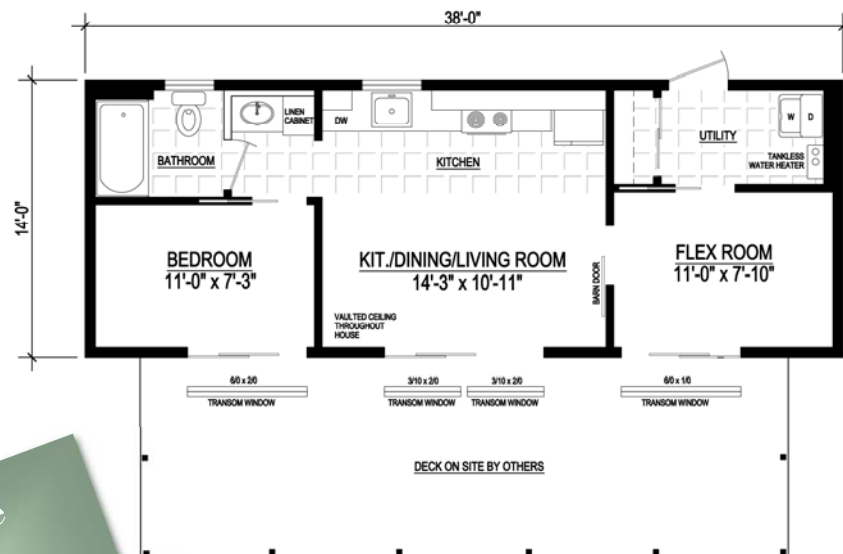 38'-0"
14'-0"
LINEN
CABINET
BATHROOM
DW
KITCHEN
UTILITY
W D
TANKLESS
WATER HEATER
BEDROOM
11'-0" x 7'-3"
KIT./DINING/LIVING ROOM
14'-3" x 10'-11"
FLEX ROOM
11'-0" x 7'-10"
BARN DOOR
VAULTED CEILING
THROUGHOUT
HOUSE
6/0 x 2/0
TRANSOM WINDOW
3/10 x 2/0
TRANSOM WINDOW
3/10 x 2/0
TRANSOM WINDOW
6/0 x 1/0
TRANSOM WINDOW
DECK ON SITE BY OTHERS